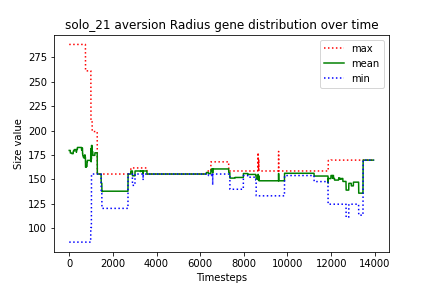 solo_21 aversion Radius gene distribution over time
max
mean
min
Size value
275
250
225
200
175
150
125
100
0 2000 4000 6000 8000 10000 12000 14000
Timesteps